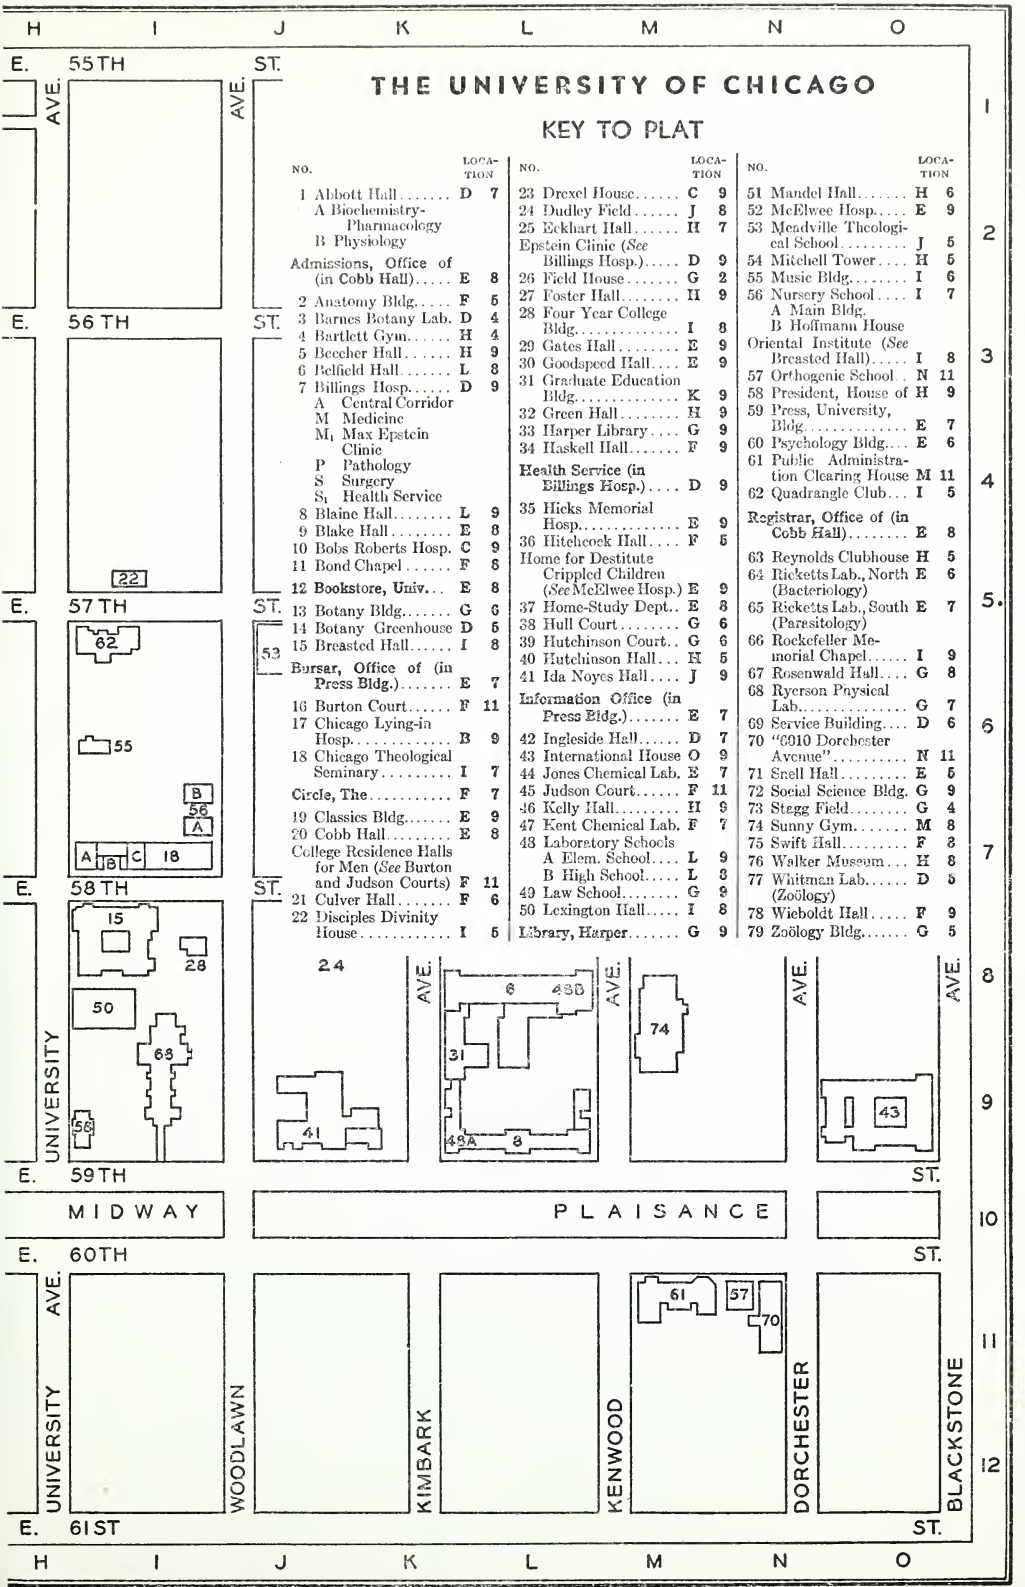 H I J K L M N O
E. 55TH ST.
AVE.
AVE.
THE UNIVERSITY OF CHICAGO
KEY TO PLAT
NO. LOCA-
TION
1 Abbott Hall....... D 7
A Biochemistry-
Pharmacology
B Physiology
Admissions, Office of
(in Cobb Hall)..... E 8
2 Anatomy Bldg..... F 5
3 Barnes Botany Lab. D 4
4 Bartlett Gym....... H 4
5 Beecher Hall....... H 9
6 Belfield Hall....... L 8
7 Billings Hosp...... D 9
A Central Corridor
M Medicine
M₁ Max Epstein
Clinic
P Pathology
S Surgery
S₁ Health Service
8 Blaine Hall........ L 9
9 Blake Hall........ E 8
10 Bobs Roberts Hosp. C 9
11 Bond Chapel...... F 8
12 Bookstore, Univ... E 8
13 Botany Bldg....... G 6
14 Botany Greenhouse D 5
15 Breasted Hall...... I 8
Bursar, Office of (in
Press Bldg.)....... E 7
16 Burton Court...... F 11
17 Chicago Lying-in
Hosp............ B 9
18 Chicago Theological
Seminary......... I 7
Circle, The......... F 7
19 Classics Bldg...... E 9
20 Cobb Hall......... E 8
College Residence Halls
for Men (See Burton
and Judson Courts) F 11
21 Culver Hall....... F 6
22 Disciples Divinity
House........... I 5
NO. LOCA-
TION
23 Drexel House...... C 9
24 Dudley Field..... J 8
25 Eckhart Hall...... H 7
Epstein Clinic (See
Billings Hosp.)..... D 9
26 Field House....... G 2
27 Foster Hall........ H 9
28 Four Year College
Bldg............. I 8
29 Gates Hall........ E 9
30 Goodspeed Hall.... E 9
31 Graduate Education
Bldg............. K 9
32 Green Hall........ H 9
33 Harper Library.... G 9
34 Haskell Hall....... F 9
Health Service (in
Billings Hosp.).... D 9
35 Hicks Memorial
Hosp............. E 9
36 Hitchcock Hall.... F 5
Home for Destitute
Crippled Children
(See McElwee Hosp.) E 9
37 Home-Study Dept.. E 8
38 Hull Court........ G 6
39 Hutchinson Court.. G 6
40 Hutchinson Hall... H 5
41 Ida Noyes Hall.... J 9
Information Office (in
Press Bldg.)....... E 7
42 Ingleside Hall..... D 7
43 International House O 9
44 Jones Chemical Lab. E 7
45 Judson Court...... F 11
46 Kelly Hall........ H 9
47 Kent Chemical Lab. F 7
48 Laboratory Schools
A Elem. School.... L 9
B High School..... L 8
49 Law School....... G 9
50 Lexington Hall..... I 8
Library, Harper....... G 9
NO. LOCA-
TION
51 Mandel Hall....... H 6
52 McElwee Hosp..... E 9
53 Meadville Theologi-
cal School......... J 5
54 Mitchell Tower.... H 5
55 Music Bldg........ I 6
56 Nursery School.... I 7
A Main Bldg.
B Hoffmann House
Oriental Institute (See
Breasted Hall)..... I 8
57 Orthogenic School.. N 11
58 President, House of H 9
59 Press, University,
Bldg............. E 7
60 Psychology Bldg.... E 6
61 Public Administra-
tion Clearing House M 11
62 Quadrangle Club... I 5
Registrar, Office of (in
Cobb Hall)........ E 8
63 Reynolds Clubhouse H 5
64 Ricketts Lab., North E 6
(Bacteriology)
65 Ricketts Lab., South E 7
(Parasitology)
66 Rockefeller Me-
morial Chapel...... I 9
67 Rosenwald Hall.... G 8
68 Ryerson Physical
Lab.............. G 7
69 Service Building.... D 6
70 "6010 Dorchester
Avenue"......... N 11
71 Snell Hall......... E 5
72 Social Science Bldg. G 9
73 Stagg Field........ G 4
74 Sunny Gym....... M 8
75 Swift Hall......... F 8
76 Walker Museum... H 8
77 Whitman Lab...... D 5
(Zoölogy)
78 Wieboldt Hall..... F 9
79 Zoölogy Bldg...... G 5
1
2
3
4
5.
6
7
8
9
10
11
12
E. 56TH ST.
22
E. 57TH ST.
62
53
55
B
56
A
A B C 18
E. 58TH ST.
15
28
24
6 48B
AVE.
AVE.
AVE.
AVE.
50
74
68
31
58
41
48A 8
43
UNIVERSITY
E. 59TH ST.
MIDWAY PLAISANCE
E. 60TH ST.
AVE.
61 57
70
UNIVERSITY
WOODLAWN
KIMBARK
KENWOOD
DORCHESTER
BLACKSTONE
E. 61ST ST.
H I J K L M N O